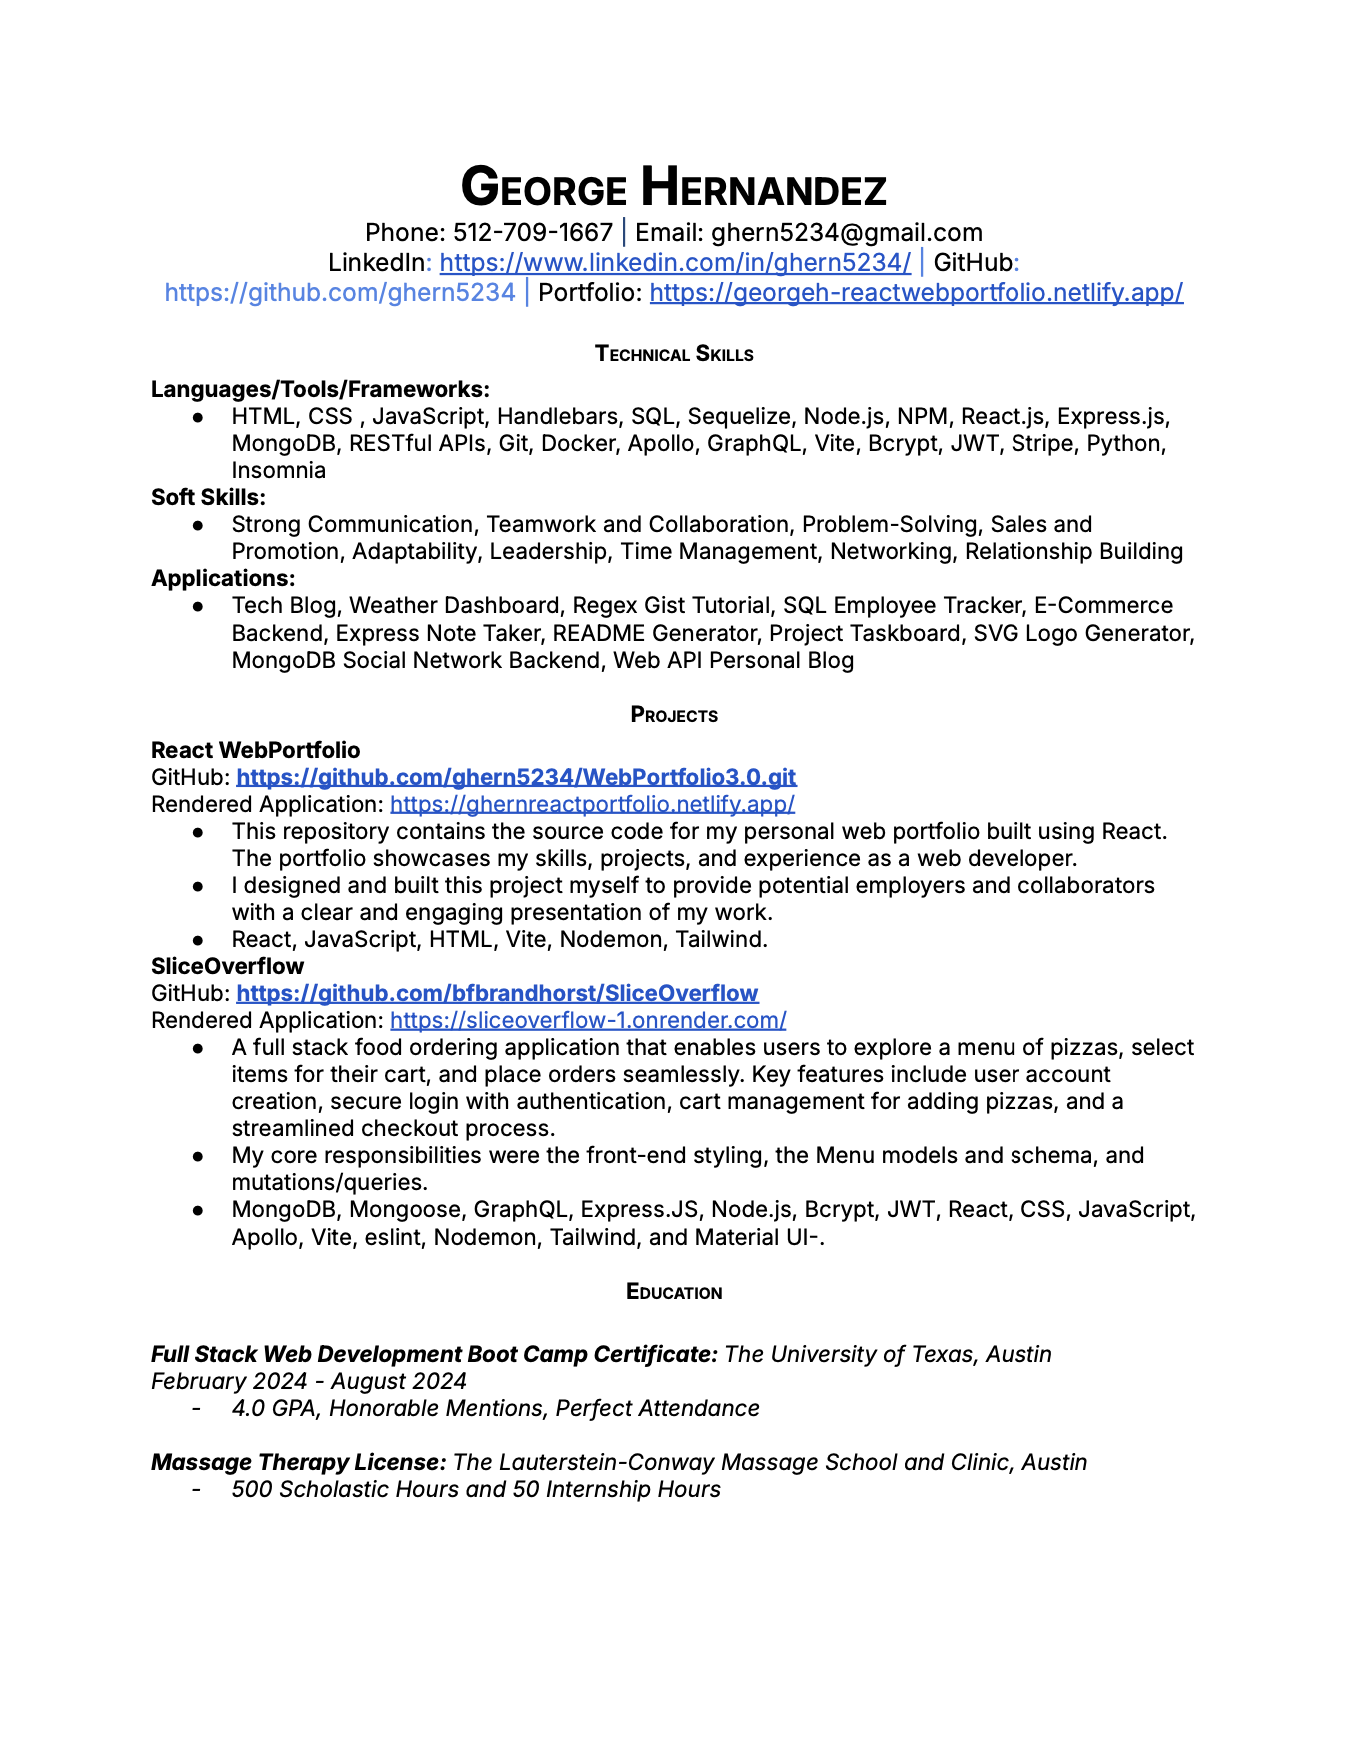 George Hernandez
Phone: 512-709-1667 | Email: ghern5234@gmail.com
LinkedIn: https://www.linkedin.com/in/ghern5234/ | GitHub:
https://github.com/ghern5234 | Portfolio: https://georgeh-reactwebportfolio.netlify.app/
Technical Skills
Languages/Tools/Frameworks:
● HTML, CSS , JavaScript, Handlebars, SQL, Sequelize, Node.js, NPM, React.js, Express.js,
MongoDB, RESTful APIs, Git, Docker, Apollo, GraphQL, Vite, Bcrypt, JWT, Stripe, Python,
Insomnia
Soft Skills:
● Strong Communication, Teamwork and Collaboration, Problem-Solving, Sales and
Promotion, Adaptability, Leadership, Time Management, Networking, Relationship Building
Applications:
● Tech Blog, Weather Dashboard, Regex Gist Tutorial, SQL Employee Tracker, E-Commerce
Backend, Express Note Taker, README Generator, Project Taskboard, SVG Logo Generator,
MongoDB Social Network Backend, Web API Personal Blog
Projects
React WebPortfolio
GitHub: https://github.com/ghern5234/WebPortfolio3.0.git
Rendered Application: https://ghernreactportfolio.netlify.app/
● This repository contains the source code for my personal web portfolio built using React.
The portfolio showcases my skills, projects, and experience as a web developer.
● I designed and built this project myself to provide potential employers and collaborators
with a clear and engaging presentation of my work.
● React, JavaScript, HTML, Vite, Nodemon, Tailwind.
SliceOverflow
GitHub: https://github.com/bfbrandhorst/SliceOverflow
Rendered Application: https://sliceoverflow-1.onrender.com/
● A full stack food ordering application that enables users to explore a menu of pizzas, select
items for their cart, and place orders seamlessly. Key features include user account
creation, secure login with authentication, cart management for adding pizzas, and a
streamlined checkout process.
● My core responsibilities were the front-end styling, the Menu models and schema, and
mutations/queries.
● MongoDB, Mongoose, GraphQL, Express.JS, Node.js, Bcrypt, JWT, React, CSS, JavaScript,
Apollo, Vite, eslint, Nodemon, Tailwind, and Material UI-.
Education
Full Stack Web Development Boot Camp Certificate: The University of Texas, Austin
February 2024 - August 2024
- 4.0 GPA, Honorable Mentions, Perfect Attendance
Massage Therapy License: The Lauterstein-Conway Massage School and Clinic, Austin
- 500 Scholastic Hours and 50 Internship Hours